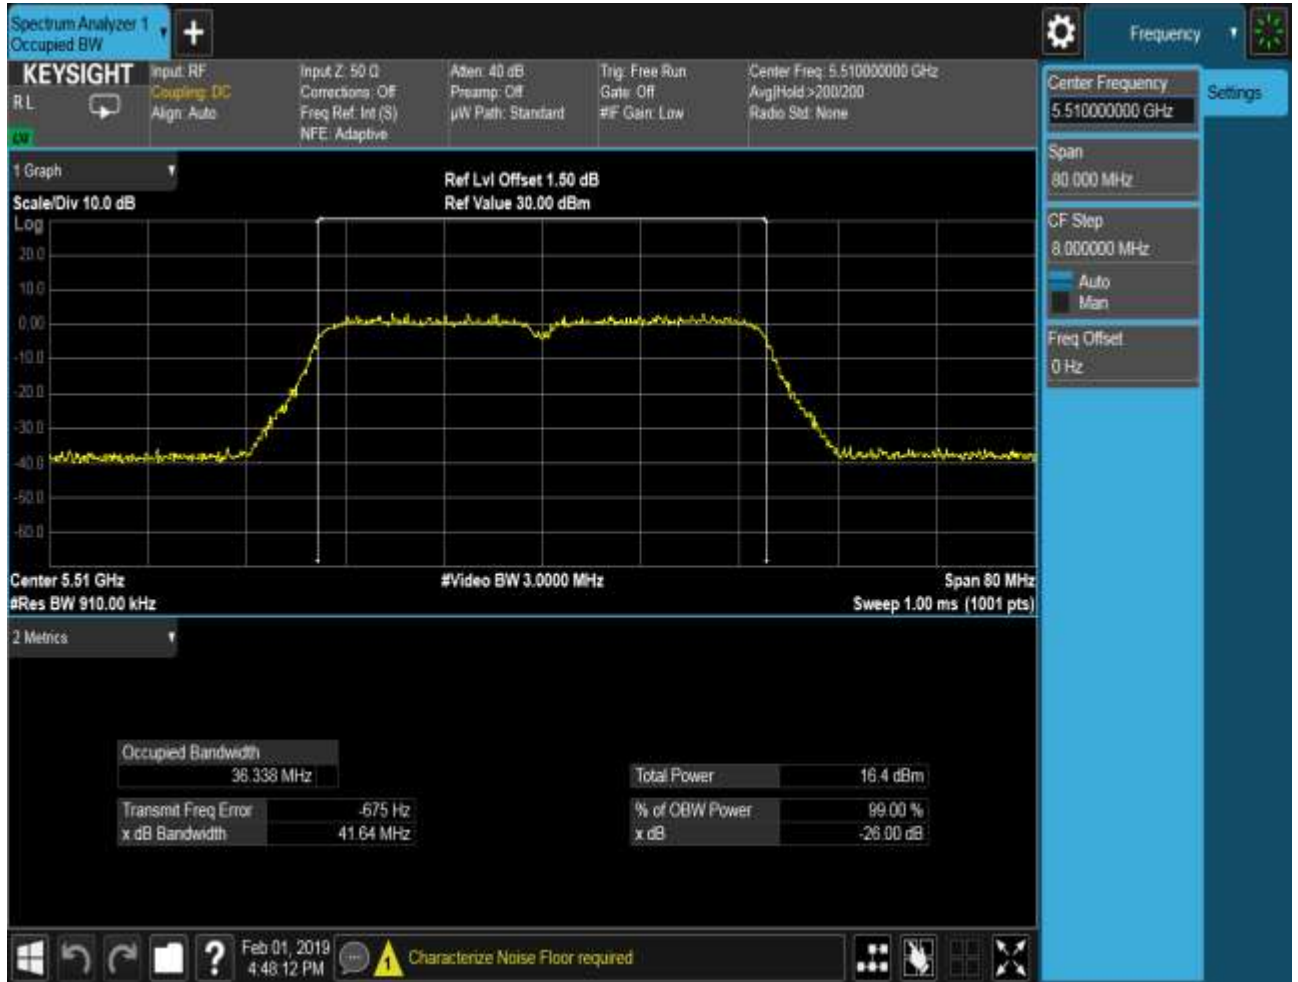 Spectrum Analyzer 1
Occupied BW
Frequency
KEYSIGHT
R L
Input: RF
Coupling: DC
Align: Auto
Input Z: 50 Ω
Corrections: Off
Freq Ref: Int (S)
NFE: Adaptive
Atten: 40 dB
Preamp: Off
µW Path: Standard
Trig: Free Run
Gate: Off
#IF Gain: Low
Center Freq: 5.510000000 GHz
Avg|Hold:>200/200
Radio Std: None
Center Frequency
5.510000000 GHz
Settings
Span
80.000 MHz
CF Step
8.000000 MHz
Auto
Man
Freq Offset
0 Hz
1 Graph
Ref Lvl Offset 1.50 dB
Scale/Div 10.0 dB
Ref Value 30.00 dBm
Log
20.0
10.0
0.00
-10.0
-20.0
-30.0
-40.0
-50.0
-60.0
Center 5.51 GHz
#Video BW 3.0000 MHz
Span 80 MHz
#Res BW 910.00 kHz
Sweep 1.00 ms (1001 pts)
2 Metrics
Occupied Bandwidth
36.338 MHz
Total Power 16.4 dBm
Transmit Freq Error -675 Hz
% of OBW Power 99.00 %
x dB Bandwidth 41.64 MHz
x dB -26.00 dB
Feb 01, 2019
4:48:12 PM
1
Characterize Noise Floor required